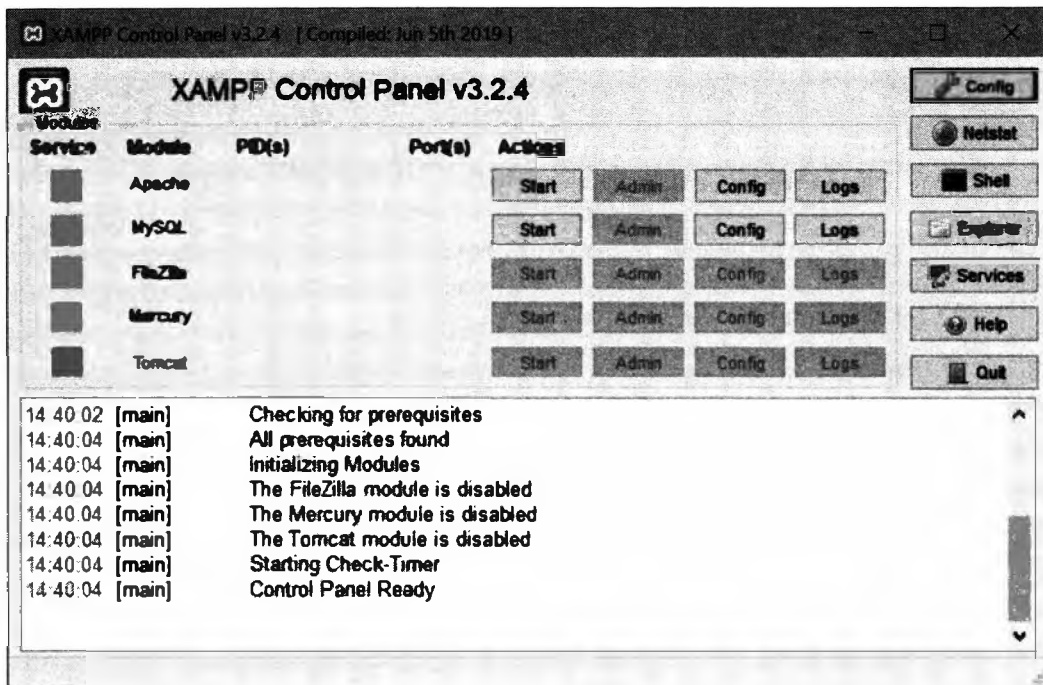 XAMPP Control Panel v3.2.4 [ Compiled: Jun 5th 2019 ]
XAMPP Control Panel v3.2.4
Config
Modules
Service Module PID(s) Port(s) Actions
Netstat
Apache Start Admin Config Logs
Shell
MySQL Start Admin Config Logs
Explorer
FileZilla Start Admin Config Logs
Services
Mercury Start Admin Config Logs
Help
Tomcat Start Admin Config Logs
Quit
14:40:02 [main] Checking for prerequisites
14:40:04 [main] All prerequisites found
14:40:04 [main] Initializing Modules
14:40:04 [main] The FileZilla module is disabled
14:40:04 [main] The Mercury module is disabled
14:40:04 [main] The Tomcat module is disabled
14:40:04 [main] Starting Check-Timer
14:40:04 [main] Control Panel Ready